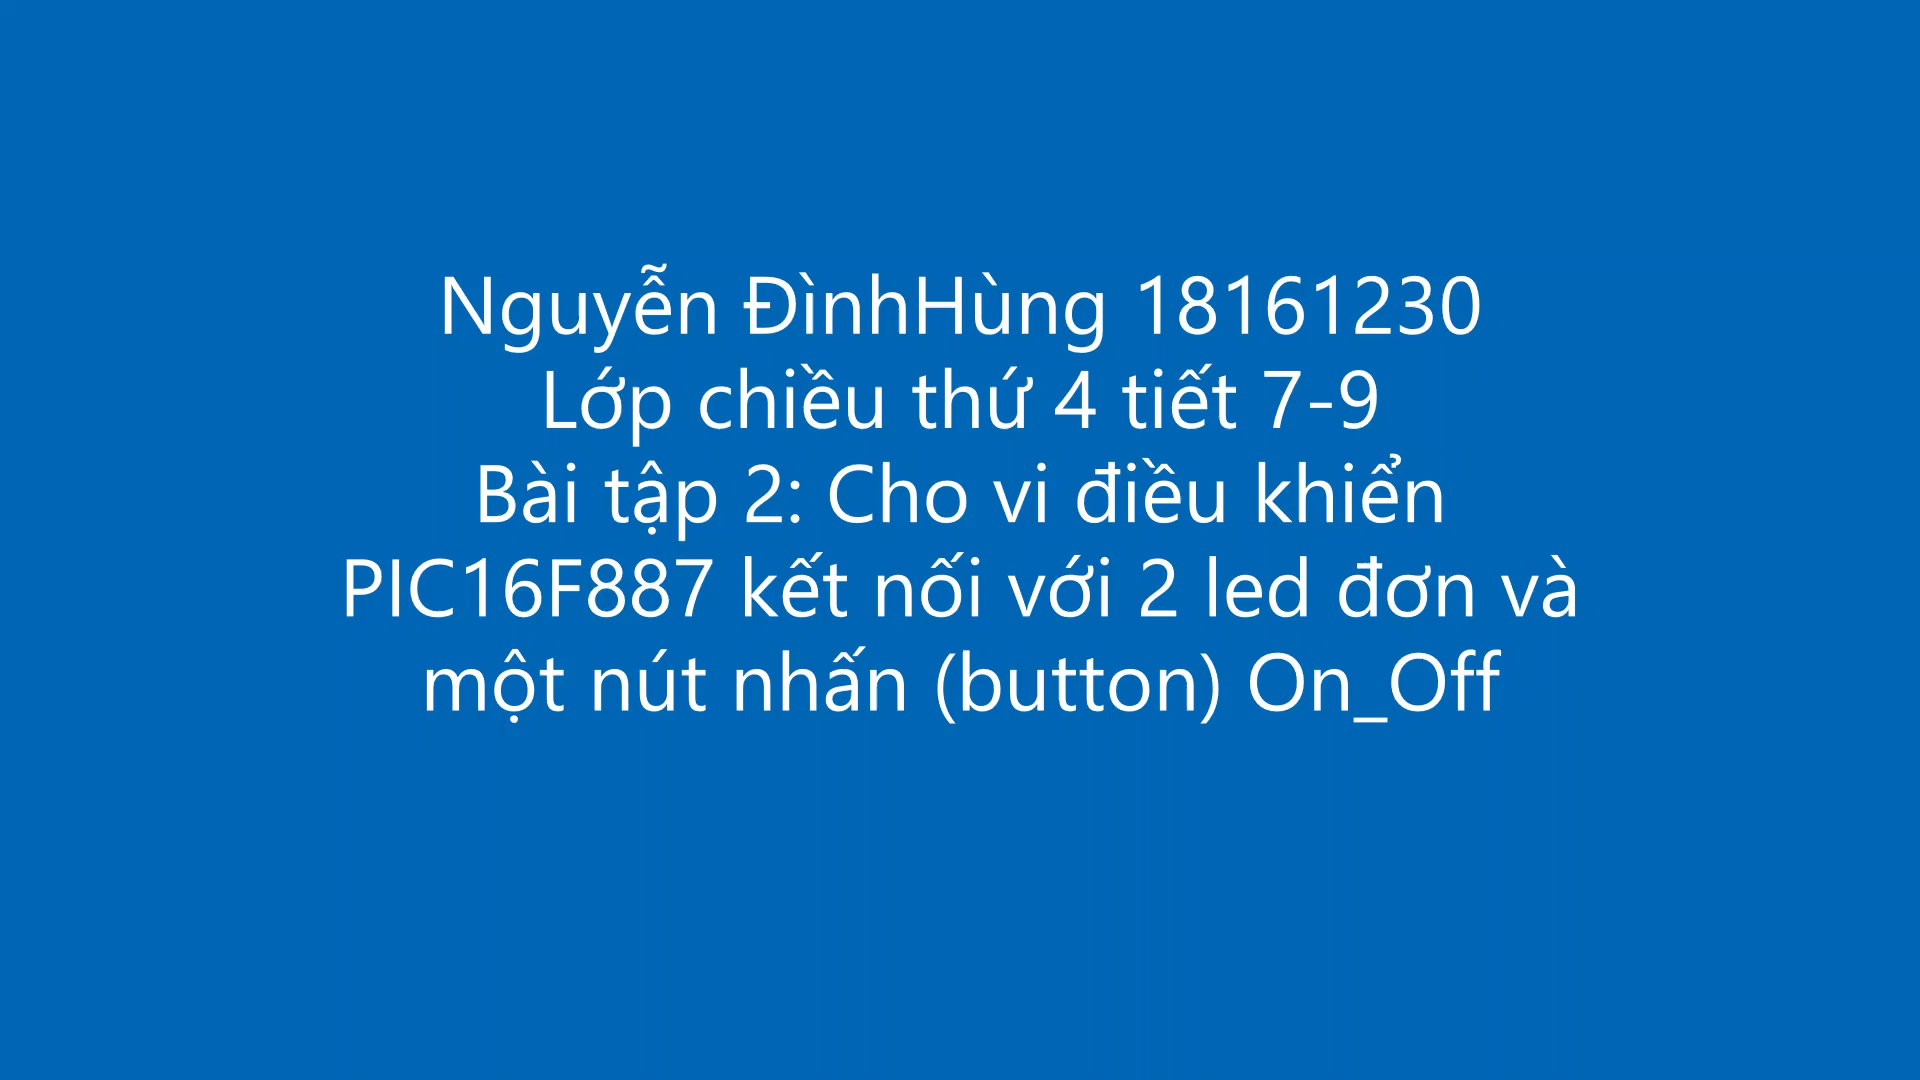 Nguyễn ĐìnhHùng 18161230
Lớp chiều thứ 4 tiết 7-9
Bài tập 2: Cho vi điều khiển
PIC16F887 kết nối với 2 led đơn và
một nút nhấn (button) On_Off